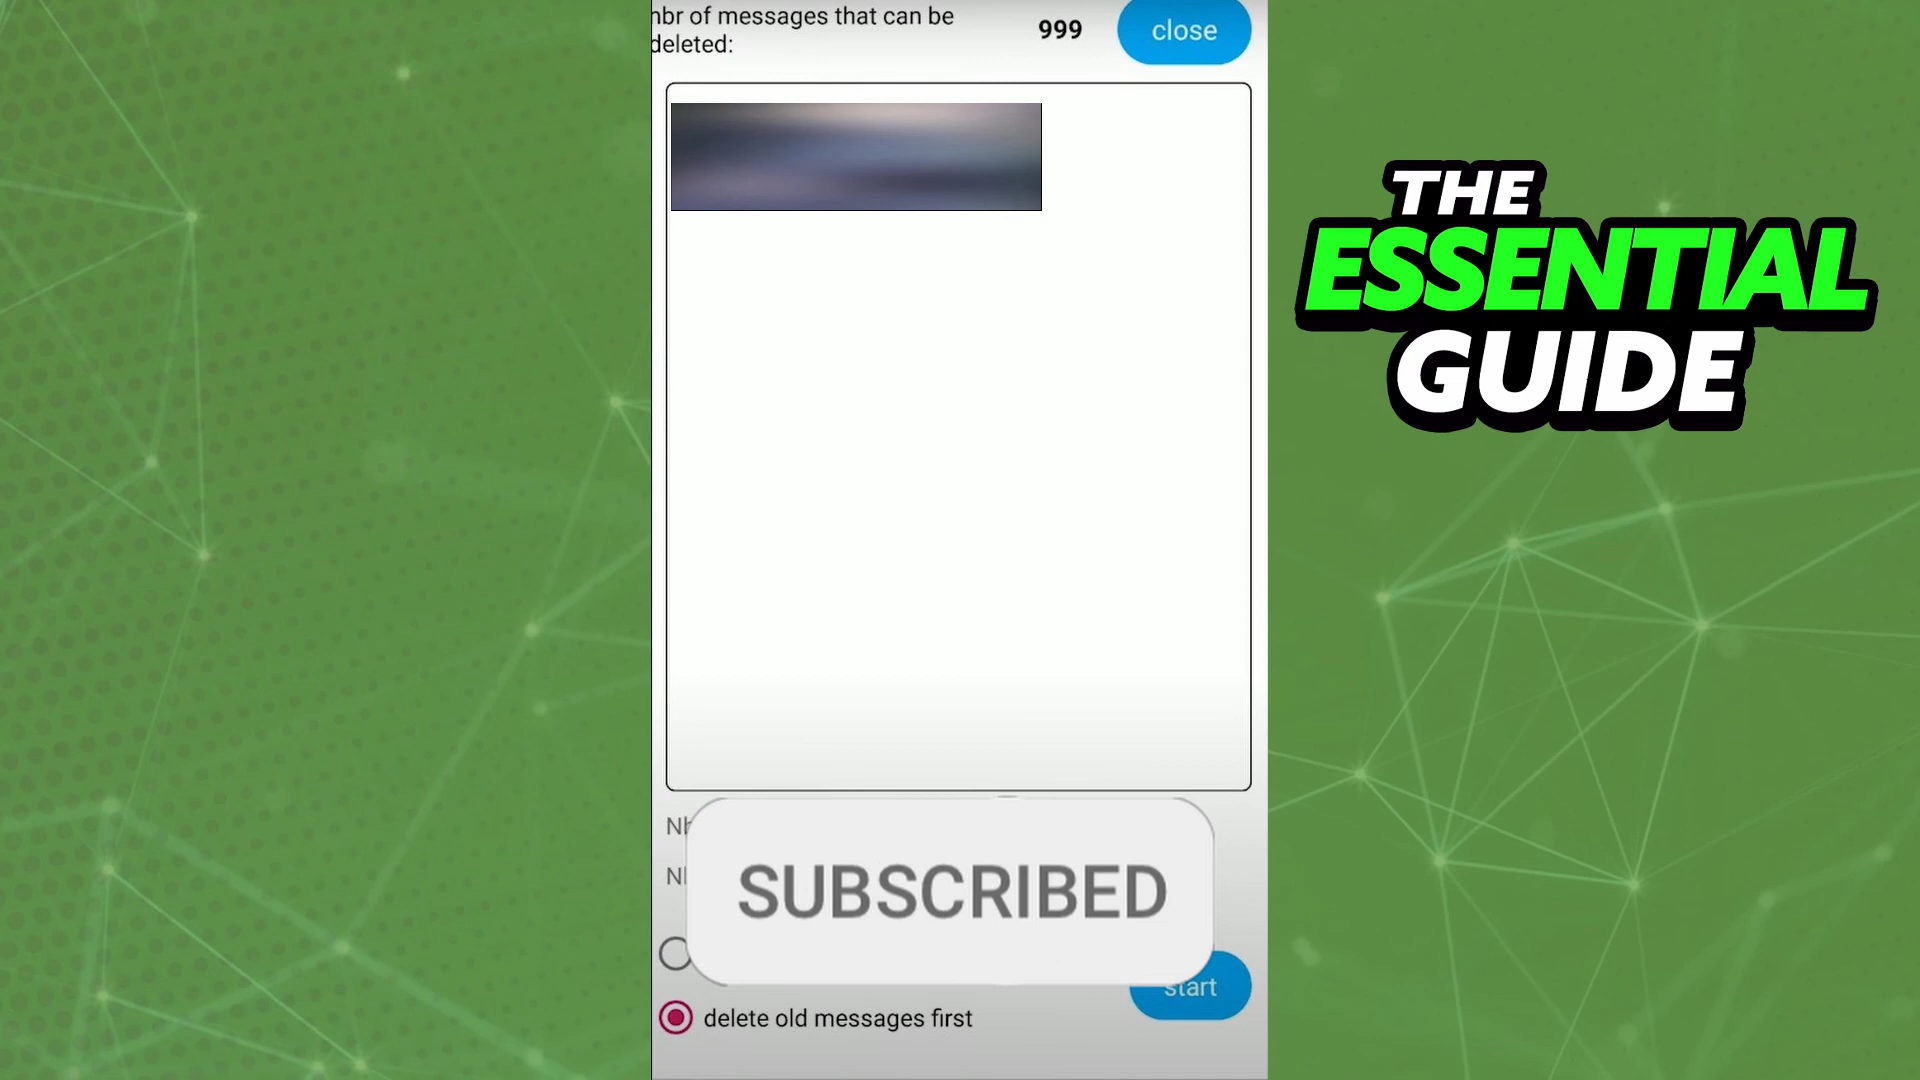 nbr of messages that can be
deleted:
999
close
THE
ESSENTIAL
GUIDE
SUBSCRIBED
start
delete old messages first